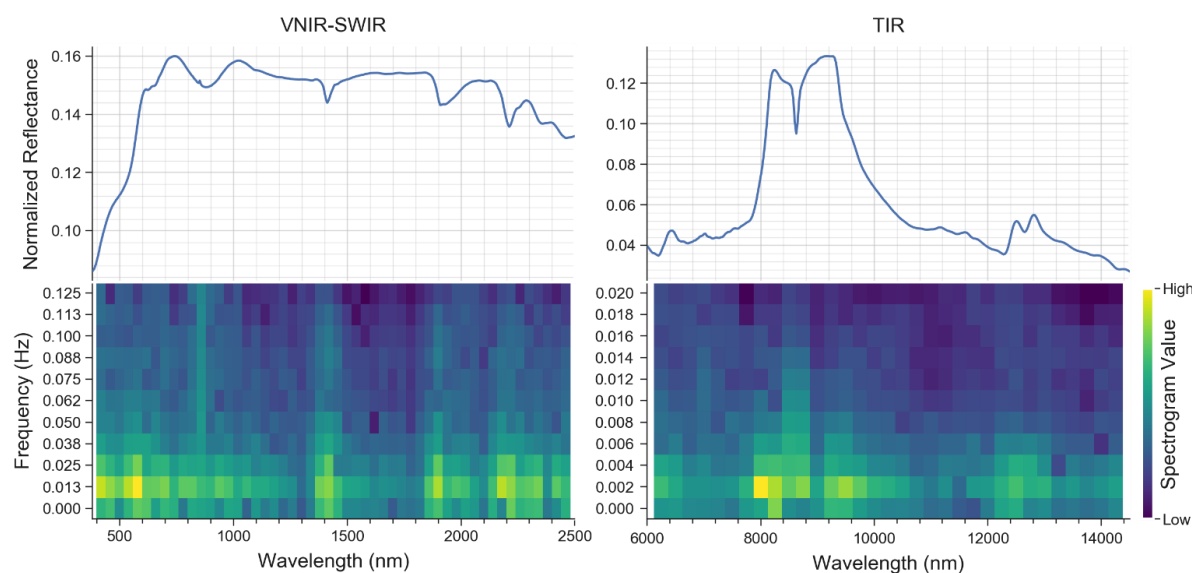 VNIR-SWIR
TIR
Normalized Reflectance
0.16
0.14
0.12
0.10
0.12
0.10
0.08
0.06
0.04
Frequency (Hz)
0.125
0.113
0.100
0.088
0.075
0.062
0.050
0.038
0.025
0.013
0.000
0.020
0.018
0.016
0.014
0.012
0.010
0.008
0.006
0.004
0.002
0.000
High
Spectrogram Value
Low
500 1000 1500 2000 2500
6000 8000 10000 12000 14000
Wavelength (nm)
Wavelength (nm)